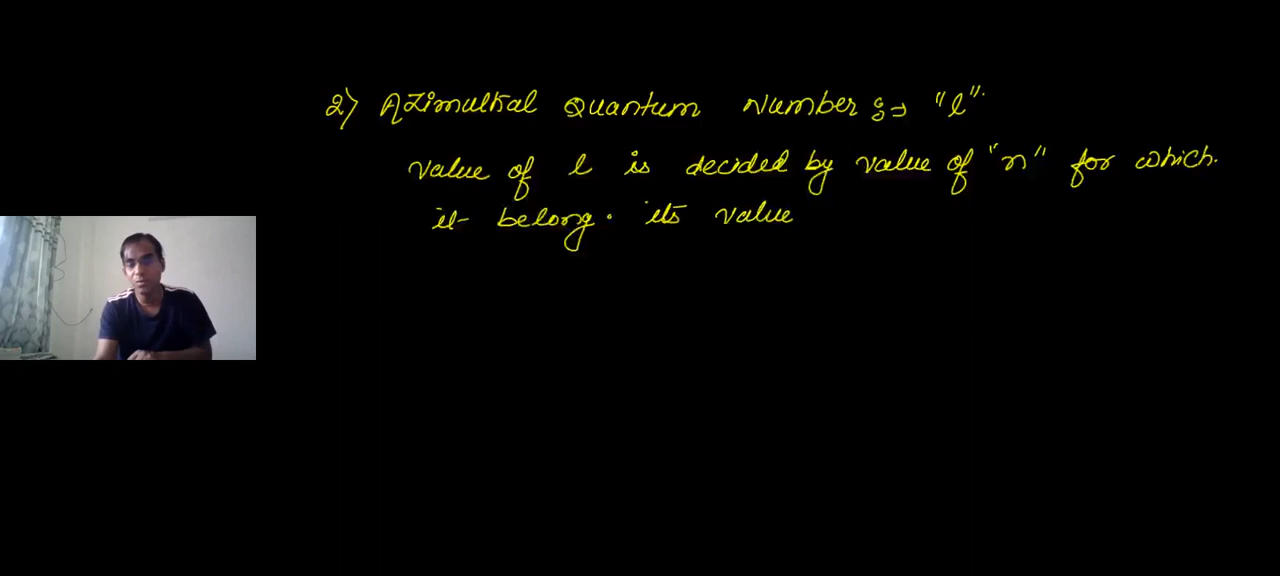 2) Azimuthal Quantum Number :→ "l".
value of l is decided by value of "n" for which.
it belong. its value